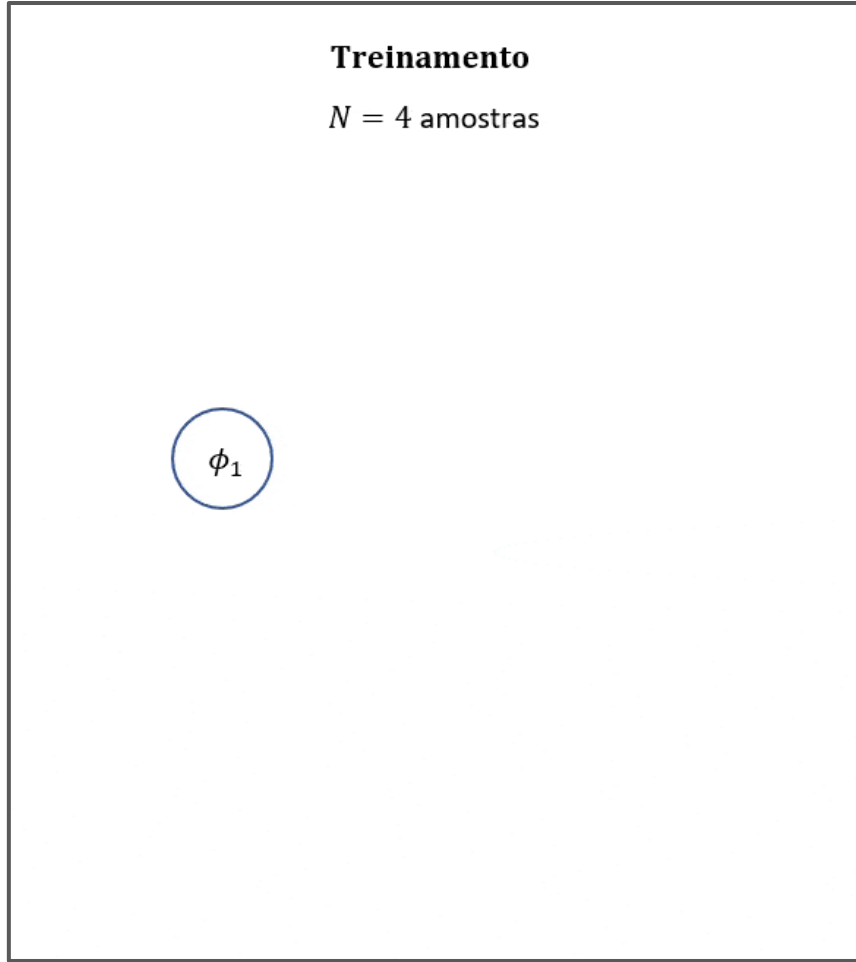 Treinamento
N = 4 amostras
ϕ₁